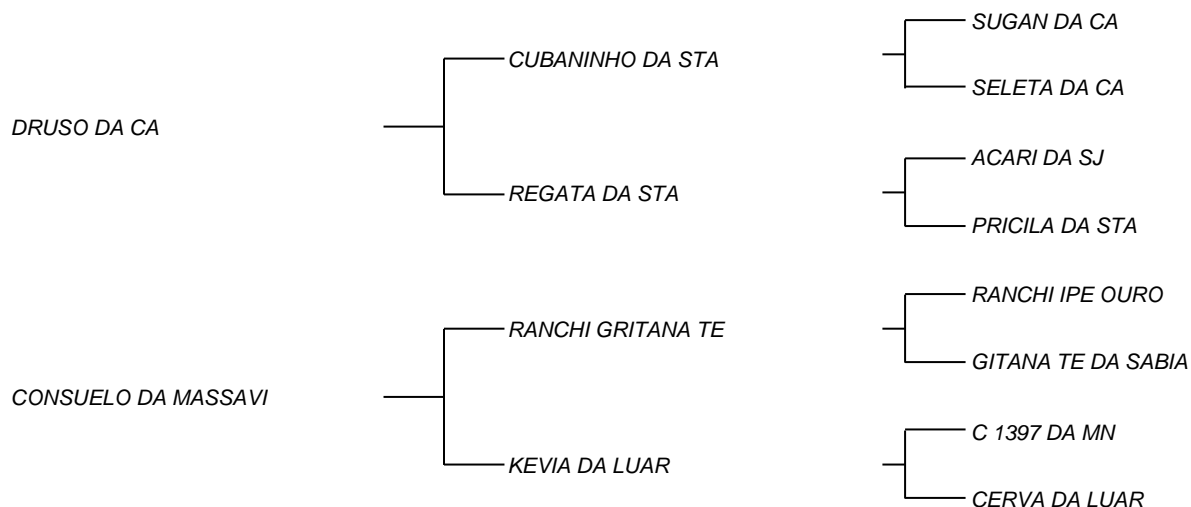 SUGAN DA CA
CUBANINHO DA STA
SELETA DA CA
DRUSO DA CA
ACARI DA SJ
REGATA DA STA
PRICILA DA STA
RANCHI IPE OURO
RANCHI GRITANA TE
GITANA TE DA SABIA
CONSUELO DA MASSAVI
C 1397 DA MN
KEVIA DA LUAR
CERVA DA LUAR